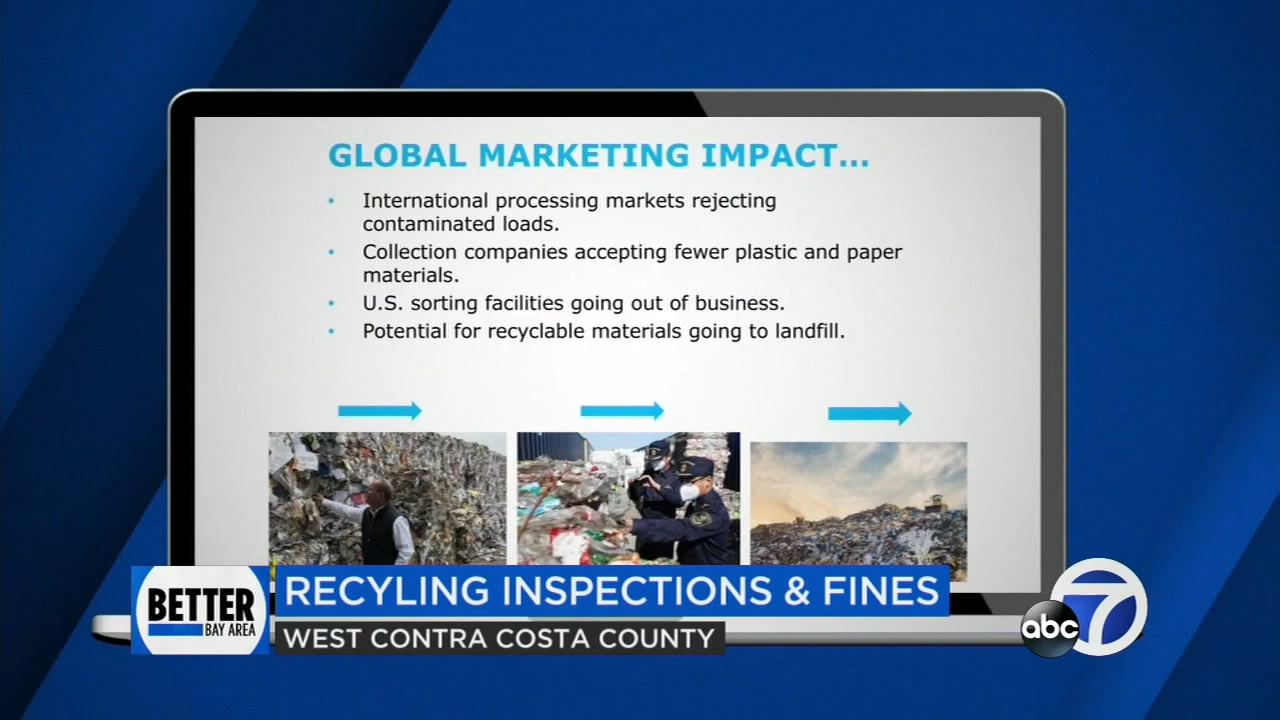 GLOBAL MARKETING IMPACT...
• International processing markets rejecting
contaminated loads.
• Collection companies accepting fewer plastic and paper
materials.
• U.S. sorting facilities going out of business.
• Potential for recyclable materials going to landfill.
BETTER
BAY AREA
RECYLING INSPECTIONS & FINES
WEST CONTRA COSTA COUNTY
abc 7